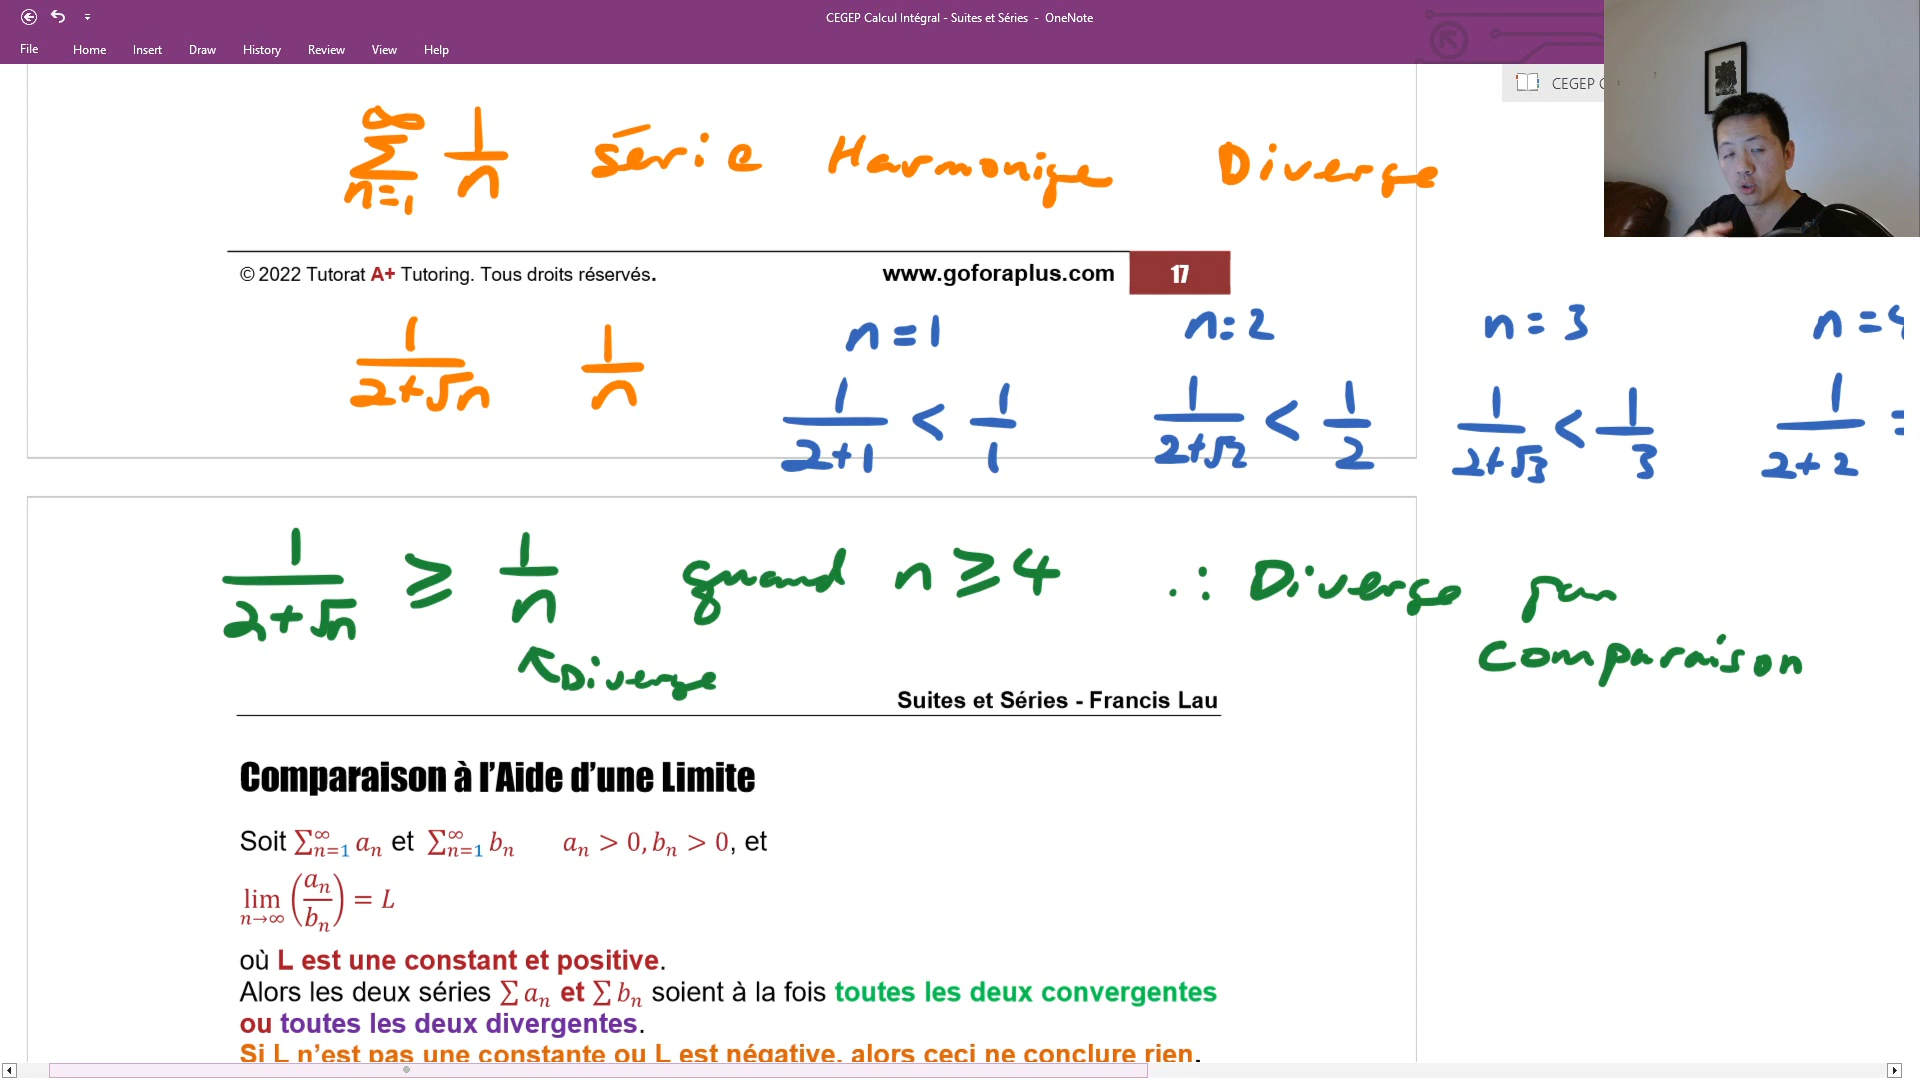 CEGEP Calcul Intégral - Suites et Séries - OneNote
File Home Insert Draw History Review View Help
CEGEP
∞ Σ n=1 1/n série Harmonique Diverge
© 2022 Tutorat A+ Tutoring. Tous droits réservés. www.goforaplus.com 17
1/(2+√n) 1/n
n=1 n=2 n=3 n=4
1/(2+1) < 1/1 1/(2+√2) < 1/2 1/(2+√3) < 1/3 1/(2+2) =
1/(2+√n) ≥ 1/n quand n≥4 ∴ Diverge par
comparaison
↖Diverge
Suites et Séries - Francis Lau
Comparaison à l'Aide d'une Limite
Soit ∑∞n=1 an et ∑∞n=1 bn an > 0, bn > 0, et
lim n→∞ (an/bn) = L
où L est une constant et positive.
Alors les deux séries ∑ an et ∑ bn soient à la fois toutes les deux convergentes
ou toutes les deux divergentes.
Si L n'est pas une constante ou L est négative, alors ceci ne conclure rien.